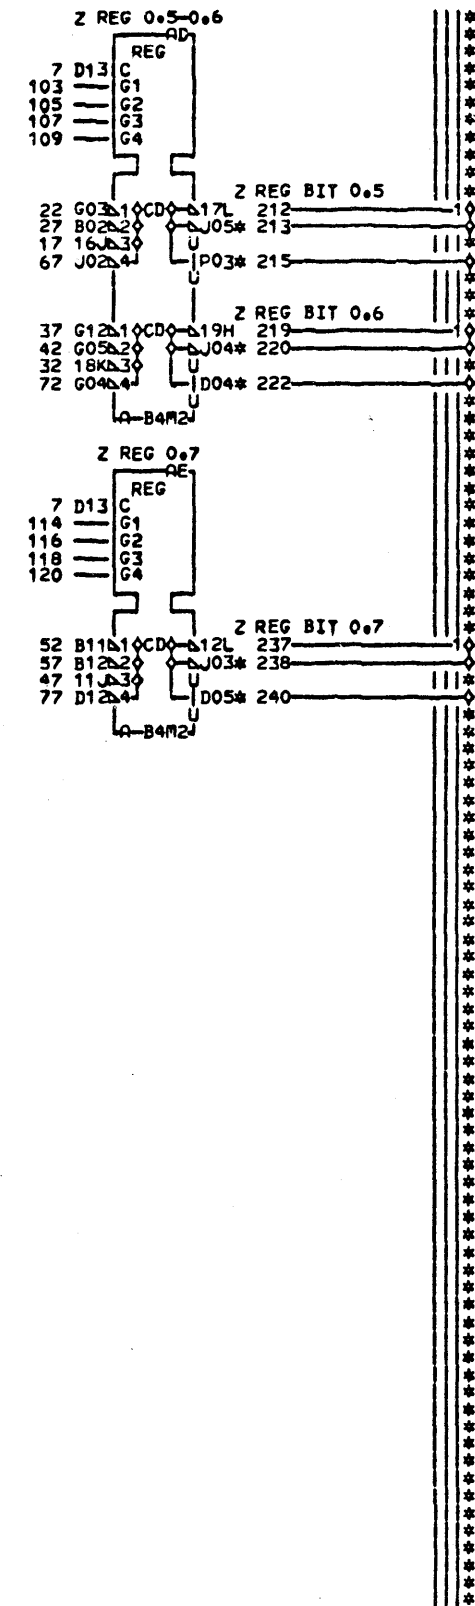 Z REG 0.5-0.6
AD
REG
7 D13 C
103 G1
105 G2
107 G3
109 G4
Z REG BIT 0.5
22 G03 1 CD 17L 212 1
27 B02 2 J05* 213
17 16J 3
67 J02 4 P03* 215
U
Z REG BIT 0.6
37 G12 1 CD 19H 219 1
42 G05 2 J04* 220
32 18K 3
72 G04 4 D04* 222
U
A-B4M2
Z REG 0.7
AE
REG
7 D13 C
114 G1
116 G2
118 G3
120 G4
Z REG BIT 0.7
52 B11 1 CD 12L 237 1
57 B12 2 J03* 238
47 11J 3
77 D12 4 D05* 240
U
A-B4M2